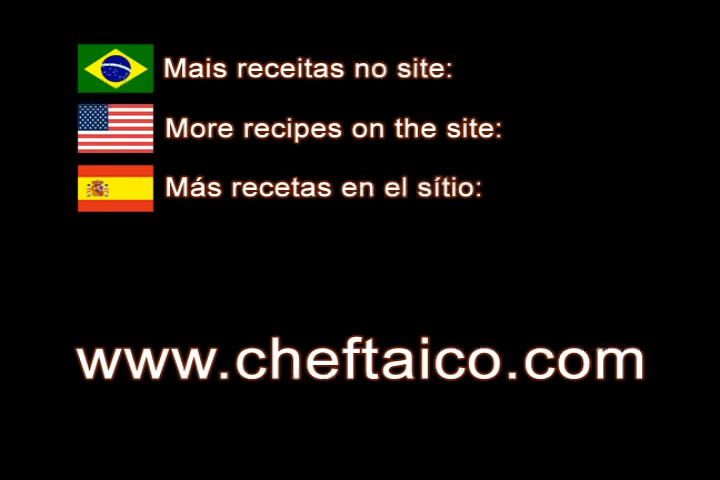 Mais receitas no site:
More recipes on the site:
Más recetas en el sítio:
www.cheftaico.com